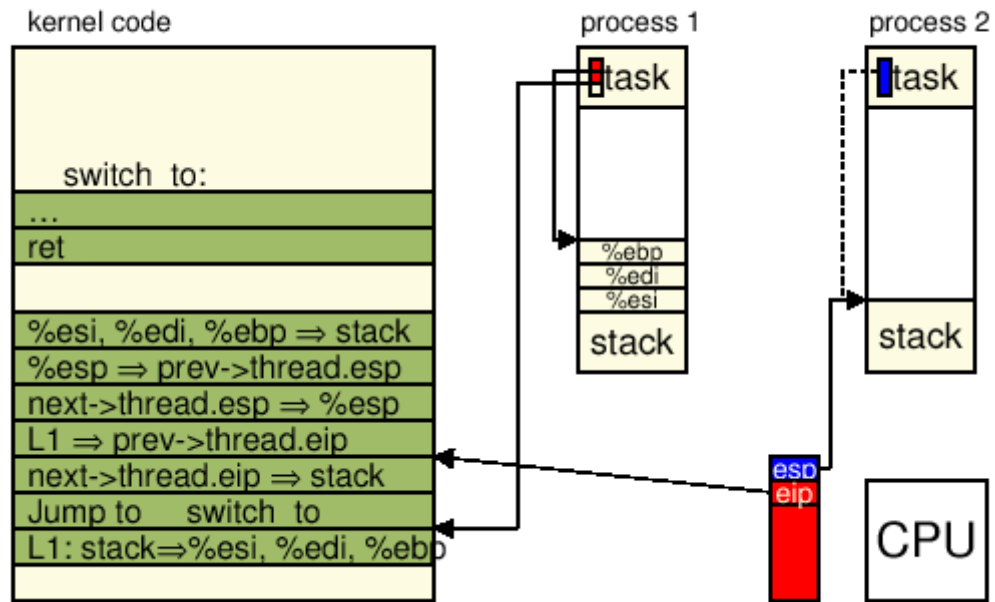 kernel code
switch to:
…
ret
%esi, %edi, %ebp ⇒ stack
%esp ⇒ prev->thread.esp
next->thread.esp ⇒ %esp
L1 ⇒ prev->thread.eip
next->thread.eip ⇒ stack
Jump to switch to
L1: stack⇒%esi, %edi, %ebp
process 1
task
%ebp
%edi
%esi
stack
process 2
task
stack
esp
eip
CPU